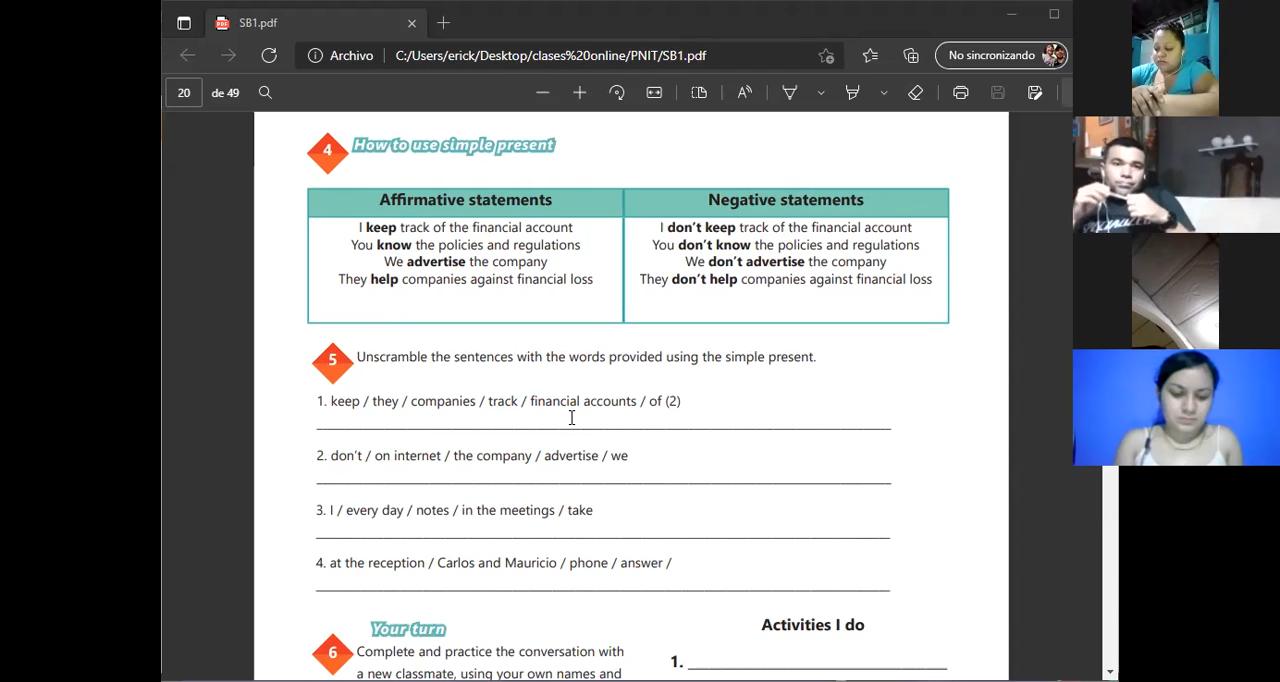 SB1.pdf
Archivo C:/Users/erick/Desktop/clases%20online/PNIT/SB1.pdf No sincronizando
20 de 49
4 How to use simple present
Affirmative statements Negative statements
I keep track of the financial account I don't keep track of the financial account
You know the policies and regulations You don't know the policies and regulations
We advertise the company We don't advertise the company
They help companies against financial loss They don't help companies against financial loss
5 Unscramble the sentences with the words provided using the simple present.
1. keep / they / companies / track / financial accounts / of (2)
2. don't / on internet / the company / advertise / we
3. I / every day / notes / in the meetings / take
4. at the reception / Carlos and Mauricio / phone / answer /
Your turn Activities I do
6 Complete and practice the conversation with 1.
a new classmate, using your own names and